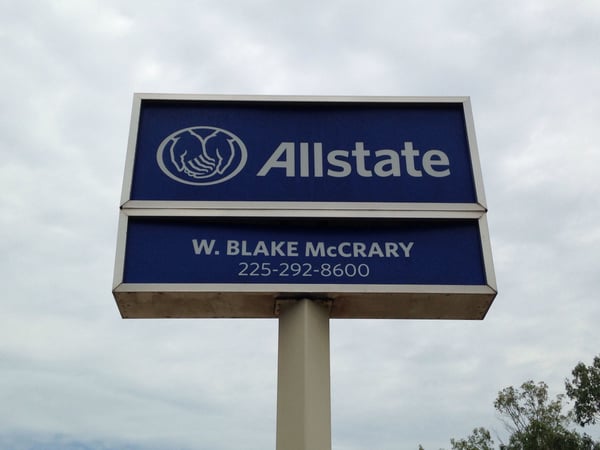 Allstate
W. BLAKE McCRARY
225-292-8600